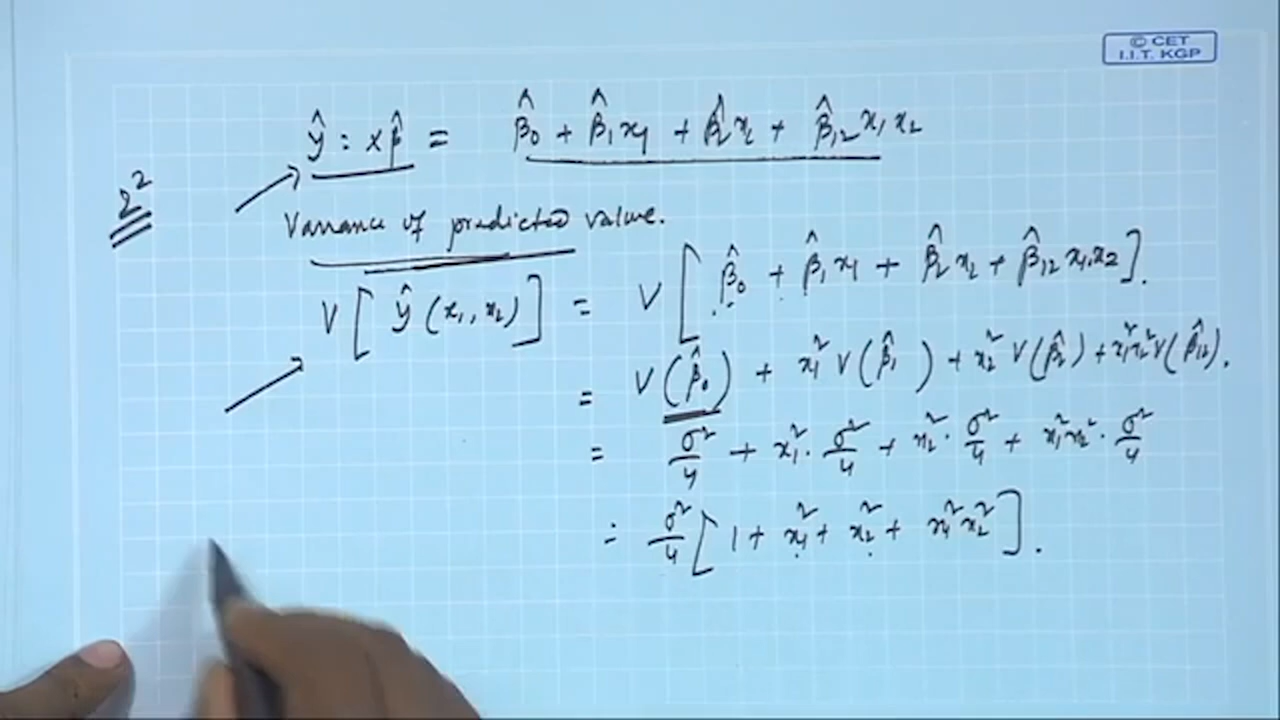 © CET
I.I.T. KGP
ŷ : xβ̂ = β̂₀ + β̂₁x₁ + β̂₂x₂ + β̂₁₂x₁x₂
2²
Variance of predicted value.
V[ŷ(x₁, x₂)] = V[β̂₀ + β̂₁x₁ + β̂₂x₂ + β̂₁₂x₁x₂].
= V(β̂₀) + x₁² V(β̂₁) + x₂² V(β̂₂) + x₁²x₂² V(β̂₁₂).
= σ²/4 + x₁² · σ²/4 + x₂² · σ²/4 + x₁²x₂² · σ²/4
= σ²/4 [1 + x₁² + x₂² + x₁²x₂²].